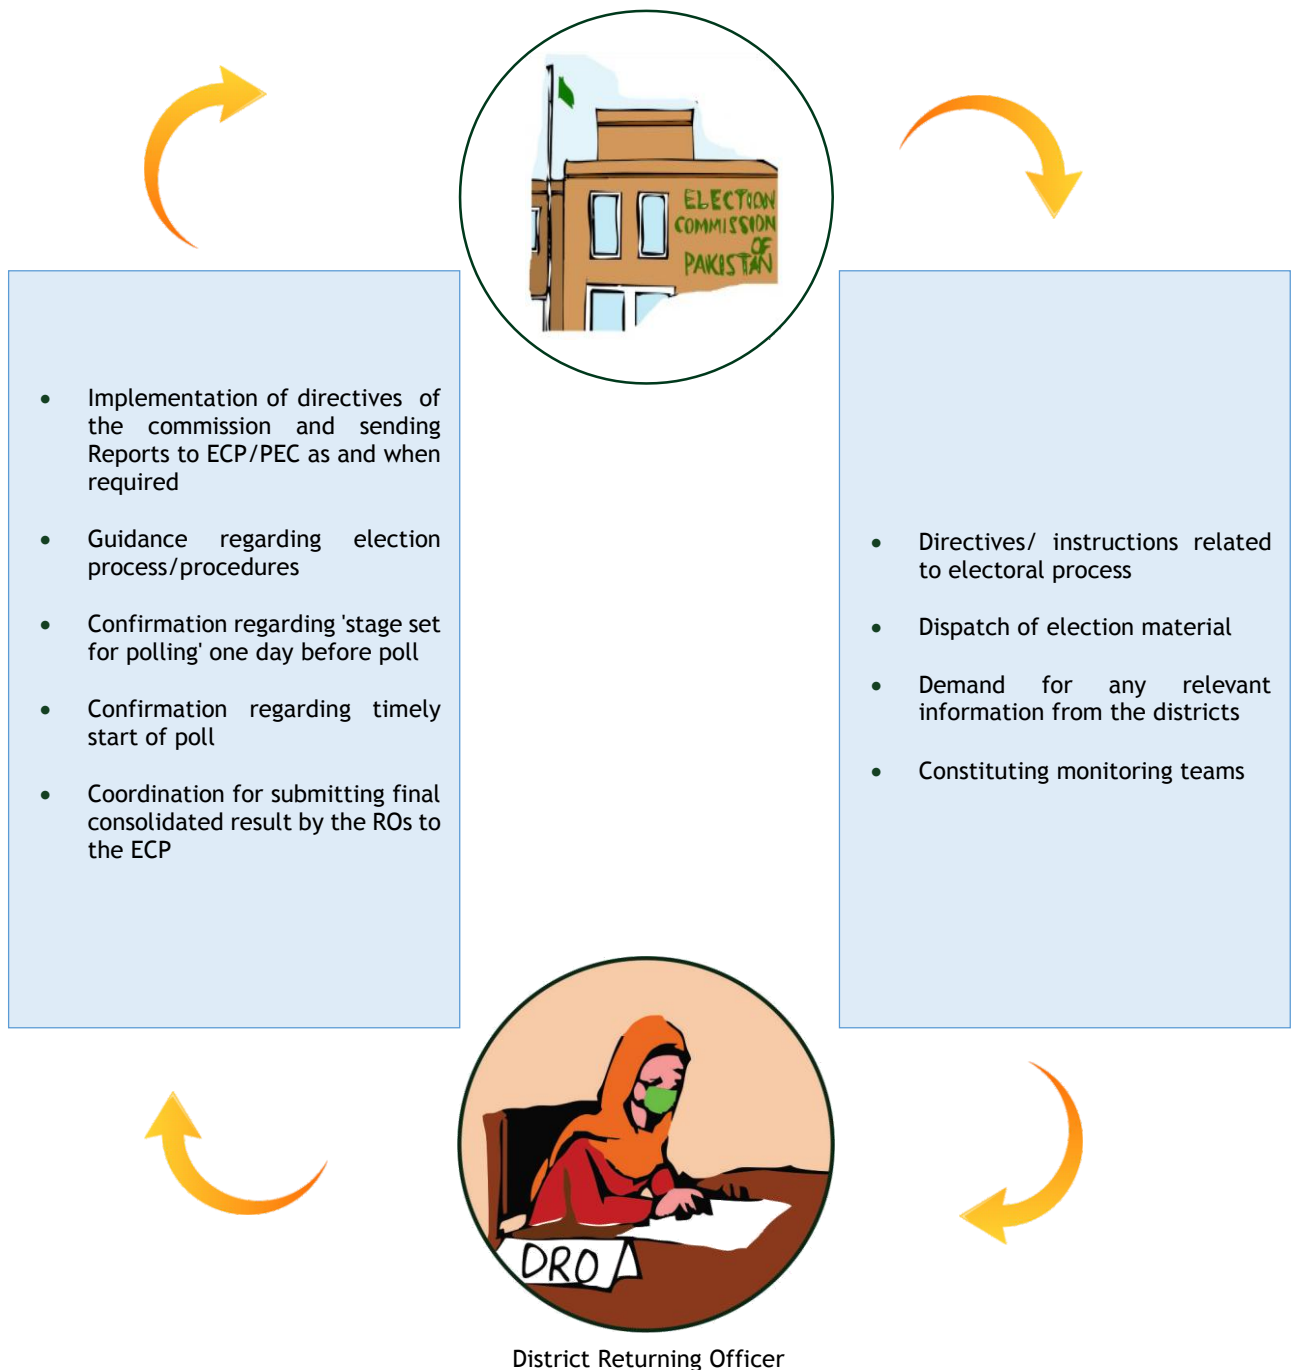 ELECTION
COMMISSION
OF
PAKISTAN
• Implementation of directives of
the commission and sending
Reports to ECP/PEC as and when
required
• Guidance regarding election
process/procedures
• Confirmation regarding 'stage set
for polling' one day before poll
• Confirmation regarding timely
start of poll
• Coordination for submitting final
consolidated result by the ROs to
the ECP
• Directives/ instructions related
to electoral process
• Dispatch of election material
• Demand for any relevant
information from the districts
• Constituting monitoring teams
DRO
District Returning Officer